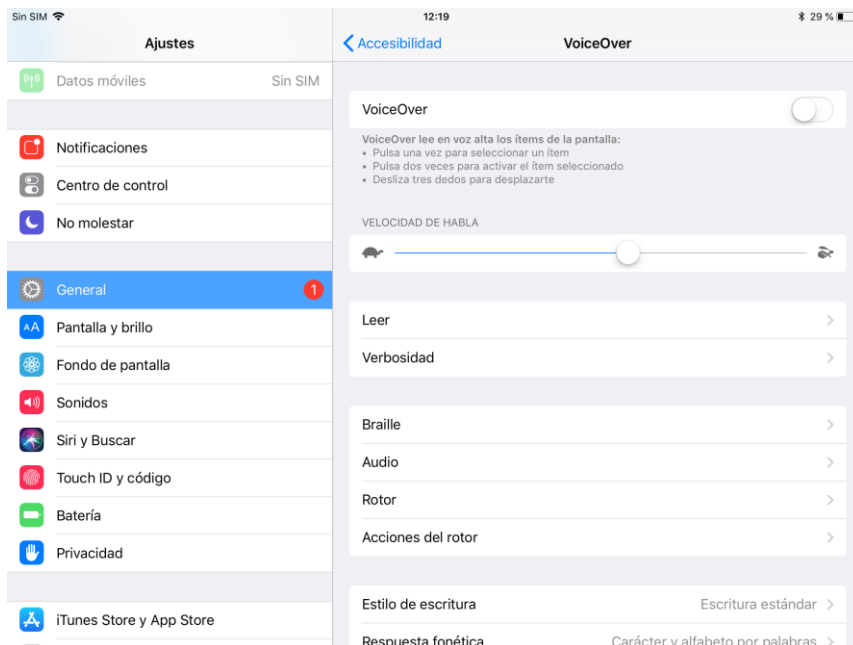 Sin SIM
12:19
29 %
Ajustes
Datos móviles Sin SIM
Notificaciones
Centro de control
No molestar
General 1
AA Pantalla y brillo
Fondo de pantalla
Sonidos
Siri y Buscar
Touch ID y código
Batería
Privacidad
iTunes Store y App Store
Accesibilidad VoiceOver
VoiceOver
VoiceOver lee en voz alta los ítems de la pantalla:
• Pulsa una vez para seleccionar un ítem
• Pulsa dos veces para activar el ítem seleccionado
• Desliza tres dedos para desplazarte
VELOCIDAD DE HABLA
Leer
Verbosidad
Braille
Audio
Rotor
Acciones del rotor
Estilo de escritura Escritura estándar
Respuesta fonética Carácter y alfabeto por palabras